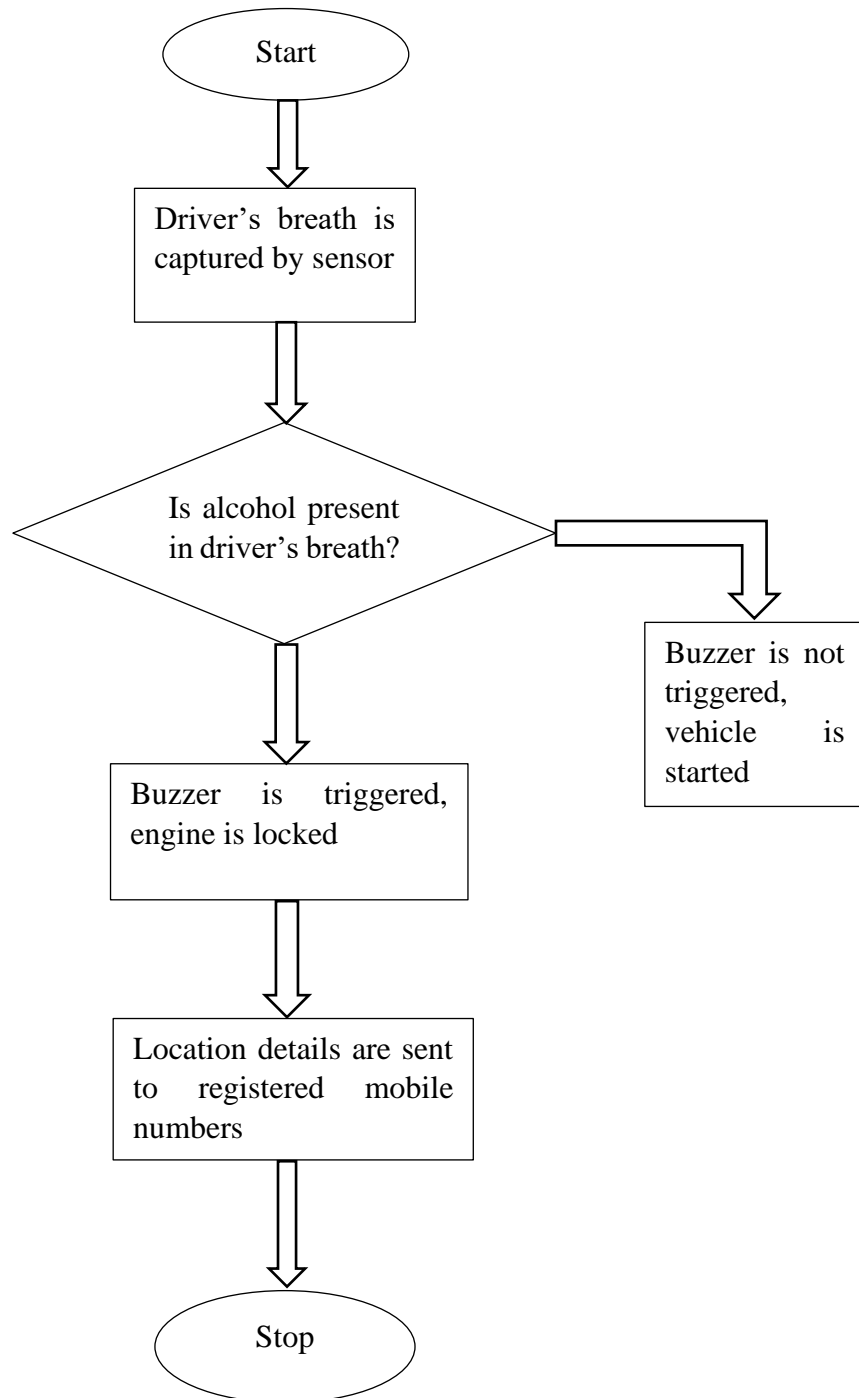 Start
Driver’s breath is
captured by sensor
Is alcohol present
in driver’s breath?
Buzzer is not
triggered,
vehicle is
started
Buzzer is triggered,
engine is locked
Location details are sent
to registered mobile
numbers
Stop